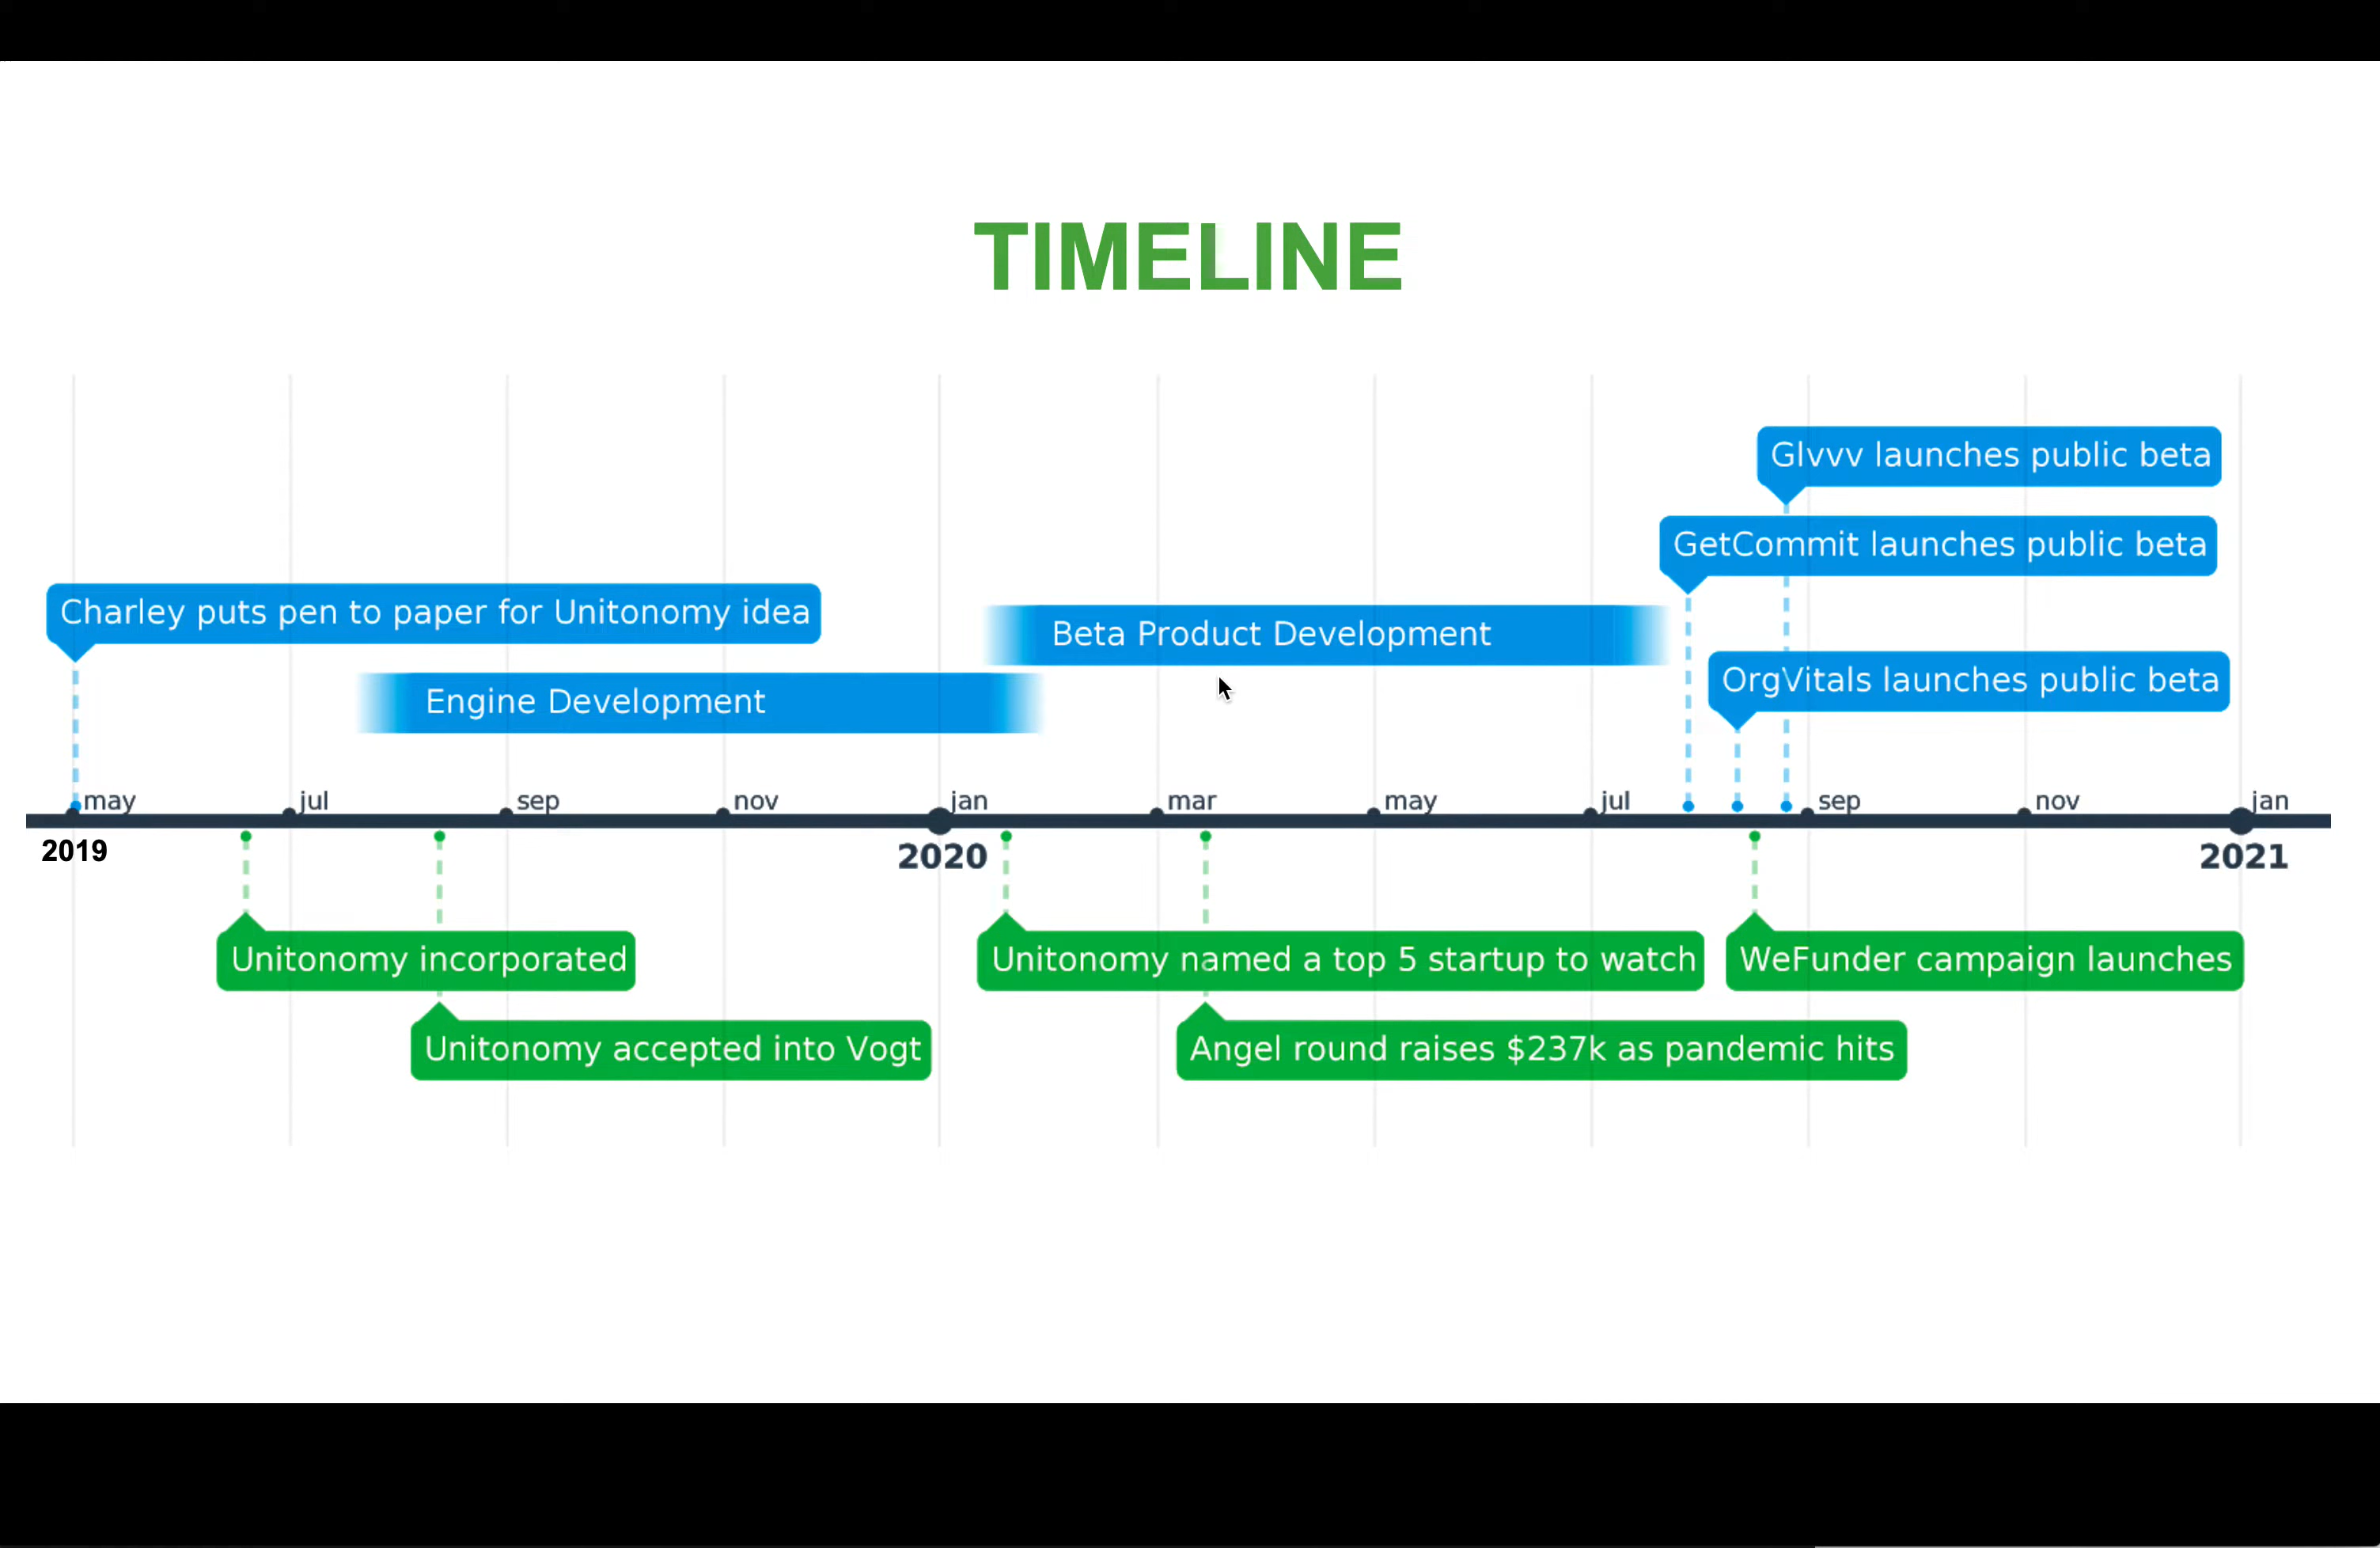 TIMELINE
Glvvv launches public beta
GetCommit launches public beta
Charley puts pen to paper for Unitonomy idea
Beta Product Development
OrgVitals launches public beta
Engine Development
may jul sep nov jan mar may jul sep nov jan
2019 2020 2021
Unitonomy incorporated
Unitonomy named a top 5 startup to watch
WeFunder campaign launches
Unitonomy accepted into Vogt
Angel round raises $237k as pandemic hits